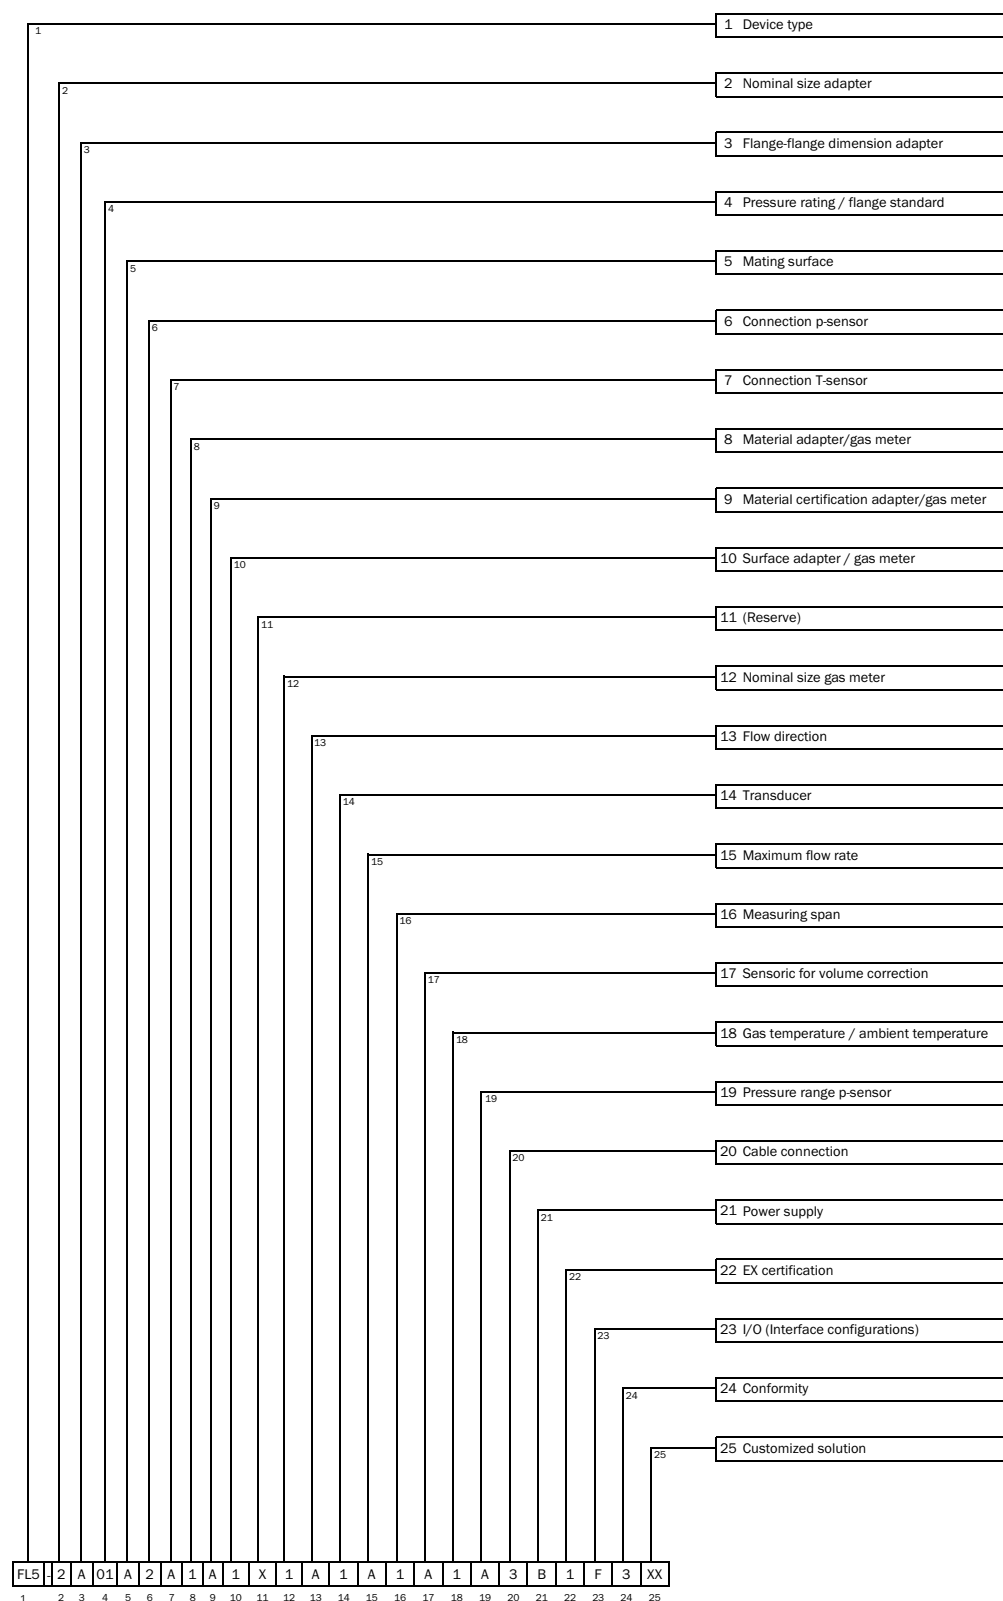 1 Device type
1
2 Nominal size adapter
2
3 Flange-flange dimension adapter
3
4 Pressure rating / flange standard
4
5 Mating surface
5
6 Connection p-sensor
6
7 Connection T-sensor
7
8 Material adapter/gas meter
8
9 Material certification adapter/gas meter
9
10 Surface adapter / gas meter
10
11 (Reserve)
11
12 Nominal size gas meter
12
13 Flow direction
13
14 Transducer
14
15 Maximum flow rate
15
16 Measuring span
16
17 Sensoric for volume correction
17
18 Gas temperature / ambient temperature
18
19 Pressure range p-sensor
19
20 Cable connection
20
21 Power supply
21
22 EX certification
22
23 I/O (Interface configurations)
23
24 Conformity
24
25 Customized solution
25
FL5 - 2 A 01 A 2 A 1 A 1 X 1 A 1 A 1 A 1 A 3 B 1 F 3 XX
1 2 3 4 5 6 7 8 9 10 11 12 13 14 15 16 17 18 19 20 21 22 23 24 25